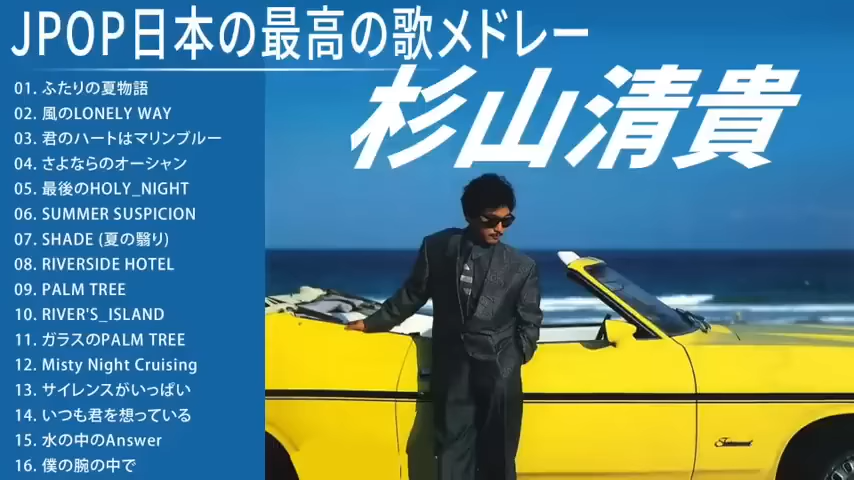 JPOP日本の最高の歌メドレー
杉山清貴
01. ふたりの夏物語
02. 風のLONELY WAY
03. 君のハートはマリンブルー
04. さよならのオーシャン
05. 最後のHOLY_NIGHT
06. SUMMER SUSPICION
07. SHADE (夏の翳り)
08. RIVERSIDE HOTEL
09. PALM TREE
10. RIVER'S_ISLAND
11. ガラスのPALM TREE
12. Misty Night Cruising
13. サイレンスがいっぱい
14. いつも君を想っている
15. 水の中のAnswer
16. 僕の腕の中で